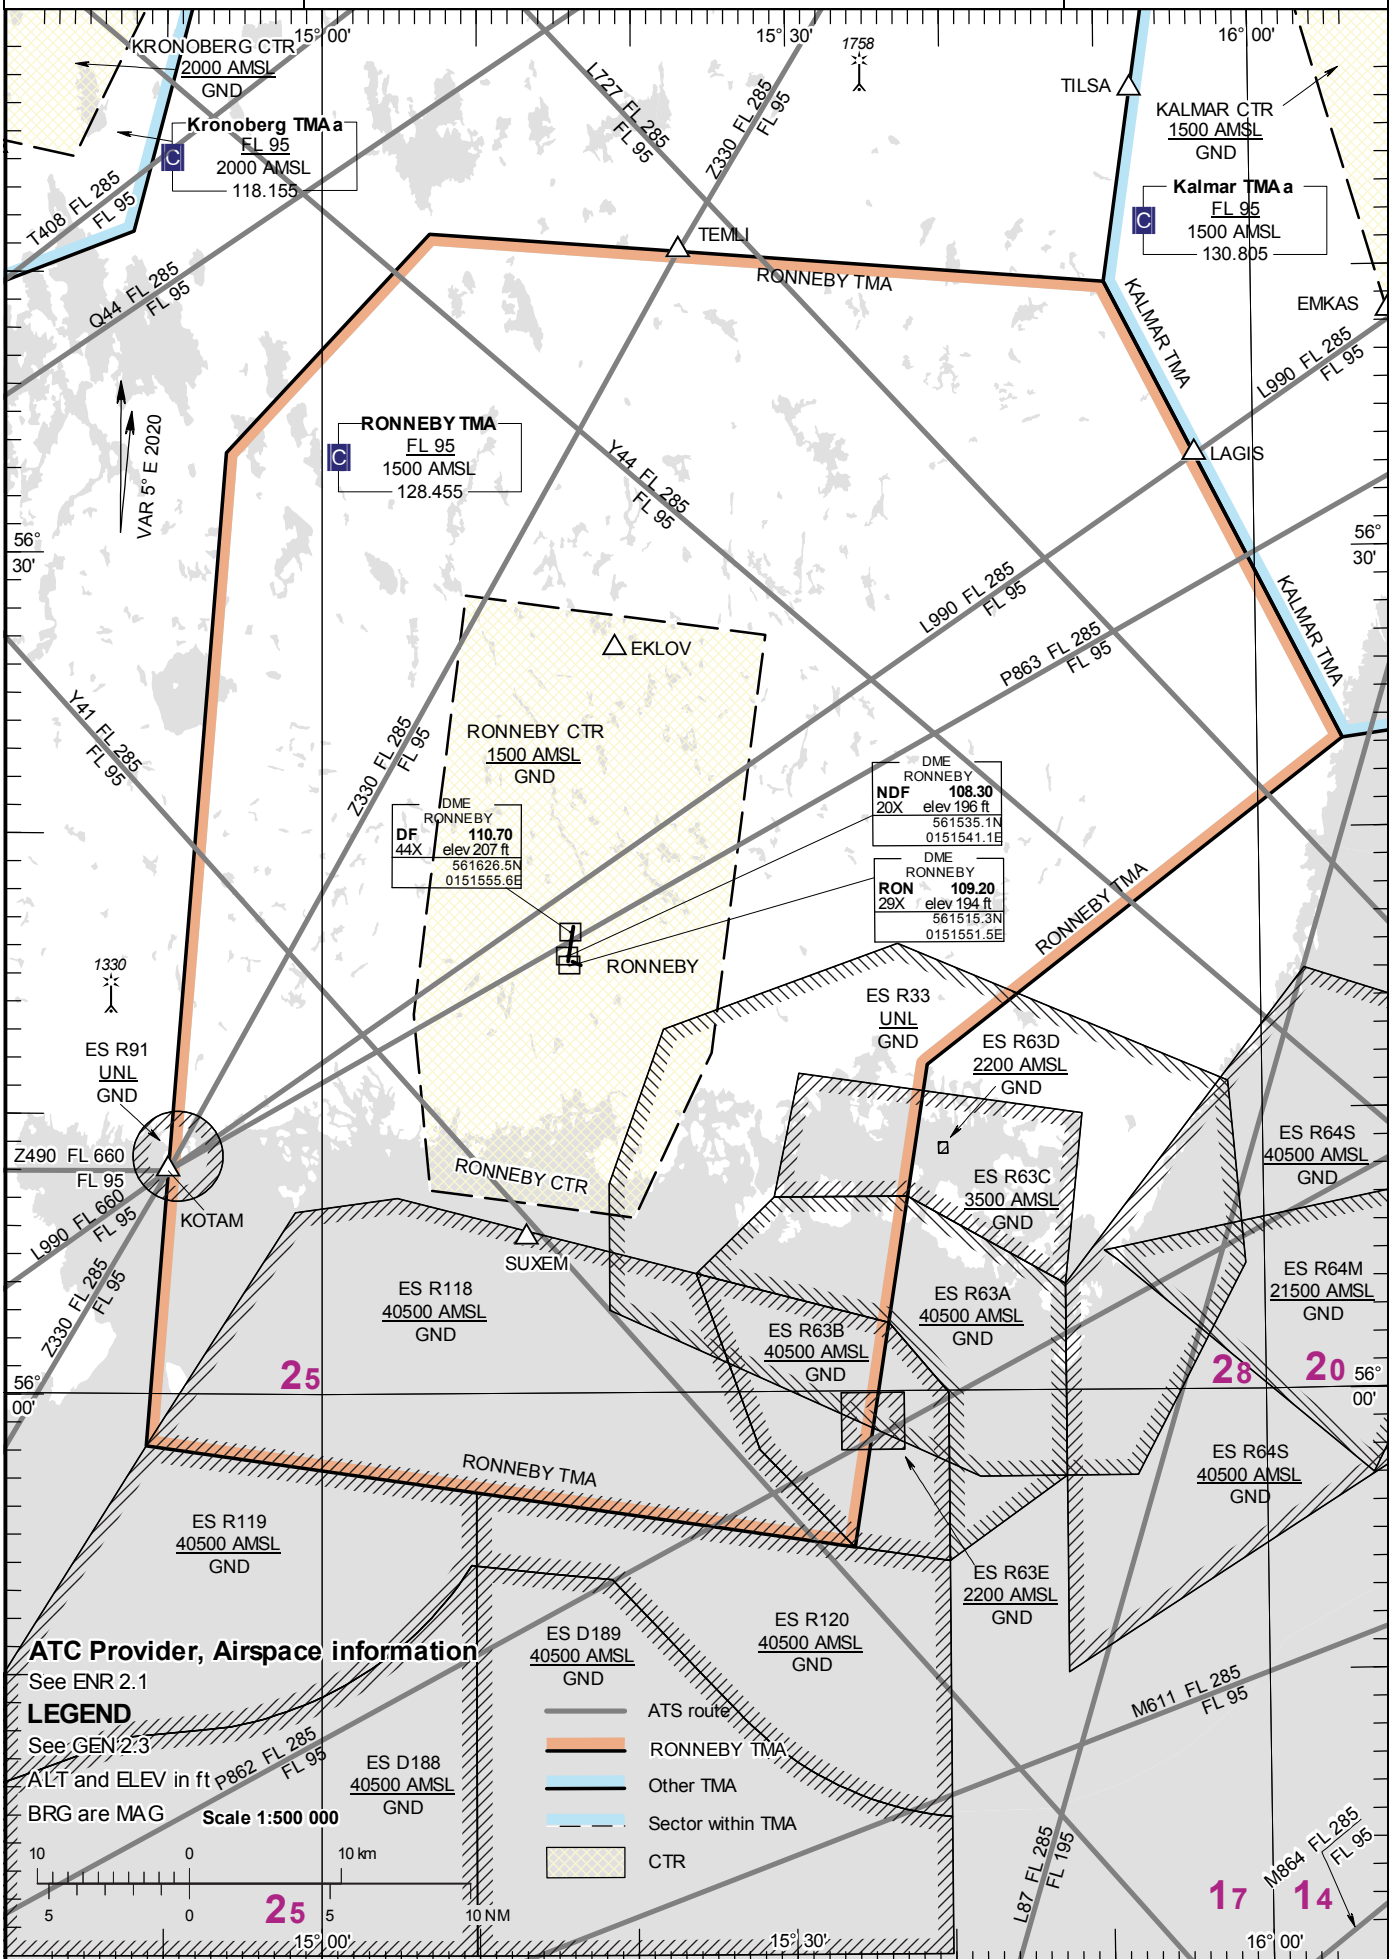 15° 00'
15° 30'
16° 00'
KRONOBERG CTR
2000 AMSL
GND
Kronoberg TMA a
FL 95
2000 AMSL
118.155
C
1758
L727 FL 285
FL 95
Z330 FL 285
FL 95
TILSA
KALMAR CTR
1500 AMSL
GND
Kalmar TMA a
FL 95
1500 AMSL
130.805
C
T408 FL 285
FL 95
Q44 FL 285
FL 95
TEMLI
RONNEBY TMA
KALMAR TMA
EMKAS
L990 FL 285
FL 95
VAR 5° E 2020
RONNEBY TMA
FL 95
1500 AMSL
128.455
C
Y44 FL 285
FL 95
LAGIS
56°
30'
56°
30'
L990 FL 285
FL 95
KALMAR TMA
P863 FL 285
FL 95
EKLOV
Y41 FL 285
FL 95
Z330 FL 285
FL 95
RONNEBY CTR
1500 AMSL
GND
DME
RONNEBY
NDF 108.30
20X elev 196 ft
561535.1N
0151541.1E
DME
RONNEBY
DF 110.70
44X elev 207 ft
561626.5N
0151555.6E
DME
RONNEBY
RON 109.20
29X elev 194 ft
561515.3N
0151551.5E
RONNEBY TMA
RONNEBY
1330
ES R33
UNL
GND
ES R63D
2200 AMSL
GND
ES R91
UNL
GND
ES R64S
40500 AMSL
GND
Z490 FL 660
FL 95
RONNEBY CTR
ES R63C
3500 AMSL
GND
L990 FL 660
FL 95
KOTAM
SUXEM
Z330 FL 285
FL 95
ES R118
40500 AMSL
GND
ES R63A
40500 AMSL
GND
ES R64M
21500 AMSL
GND
ES R63B
40500 AMSL
GND
25
28
20
56°
00'
56°
00'
RONNEBY TMA
ES R64S
40500 AMSL
GND
ES R119
40500 AMSL
GND
ES R63E
2200 AMSL
GND
ES D189
40500 AMSL
GND
ES R120
40500 AMSL
GND
ATC Provider, Airspace information
See ENR 2.1
LEGEND
See GEN 2.3
ALT and ELEV in ft
BRG are MAG
Scale 1:500 000
P862 FL 285
FL 95
ES D188
40500 AMSL
GND
ATS route
RONNEBY TMA
Other TMA
Sector within TMA
CTR
M611 FL 285
FL 95
L87 FL 285
FL 195
M864 FL 285
FL 95
10 0 10 km
5 0 5 10 NM
25
17
14
15° 00'
15° 30'
16° 00'